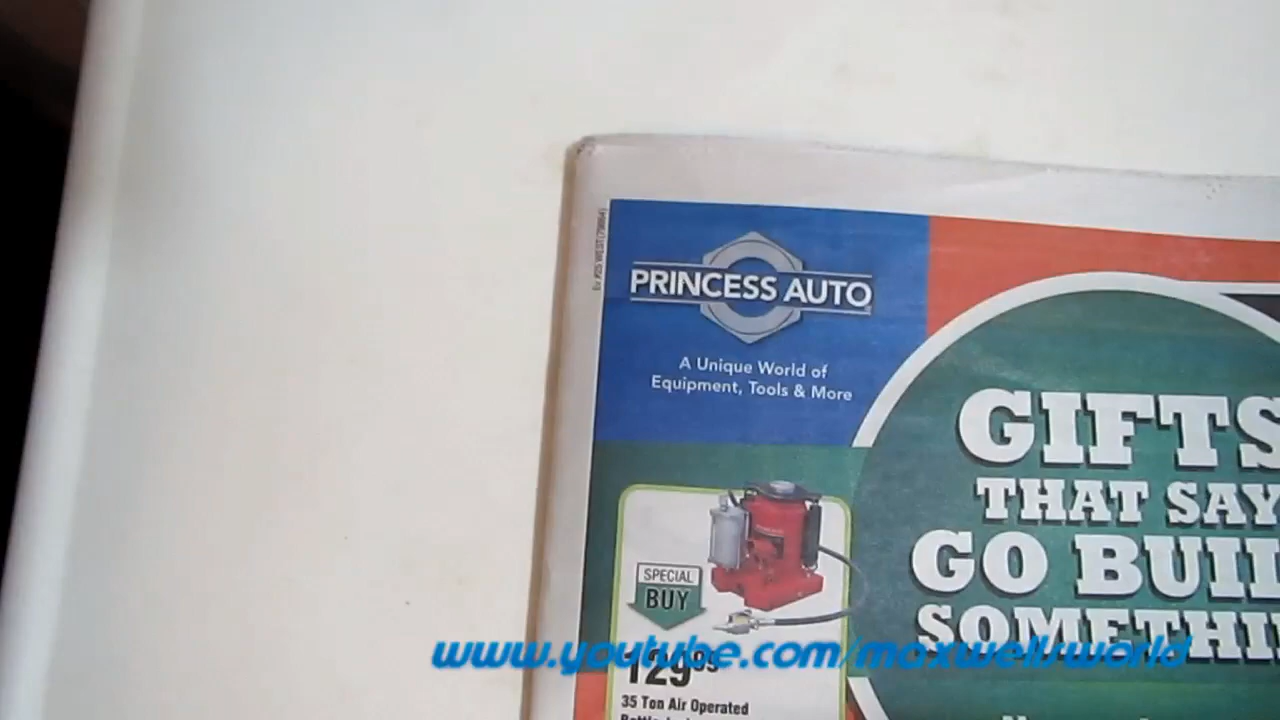 PRINCESS AUTO
A Unique World of
Equipment, Tools & More
GIFTS
THAT SAY
GO BUIL
SOMETHI
SPECIAL
BUY
www.youtube.com/maxwellsworld
129
35 Ton Air Operated